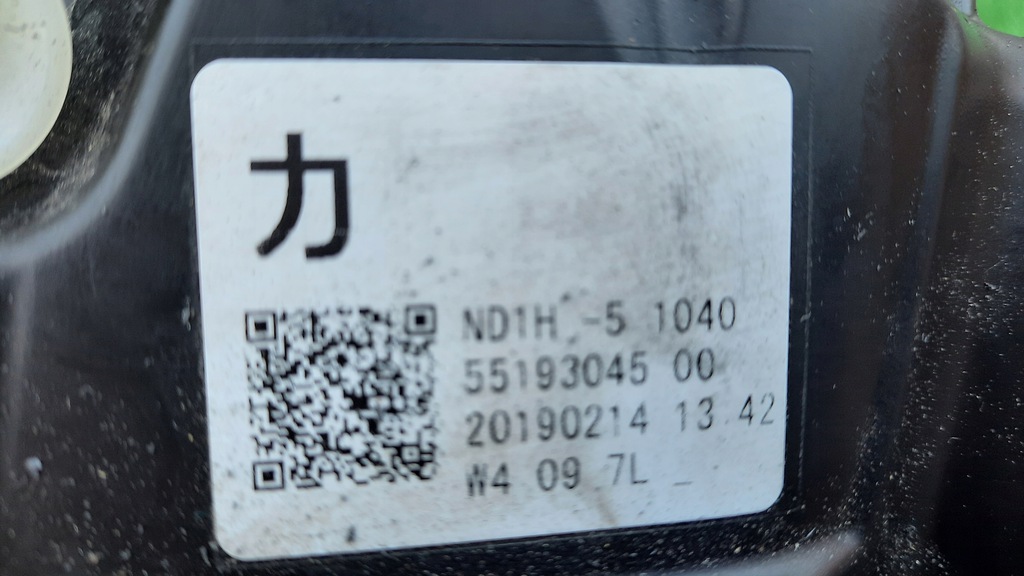 カ
ND1H -5 1040
55193045 00
20190214 13 42
W4 09 7L _